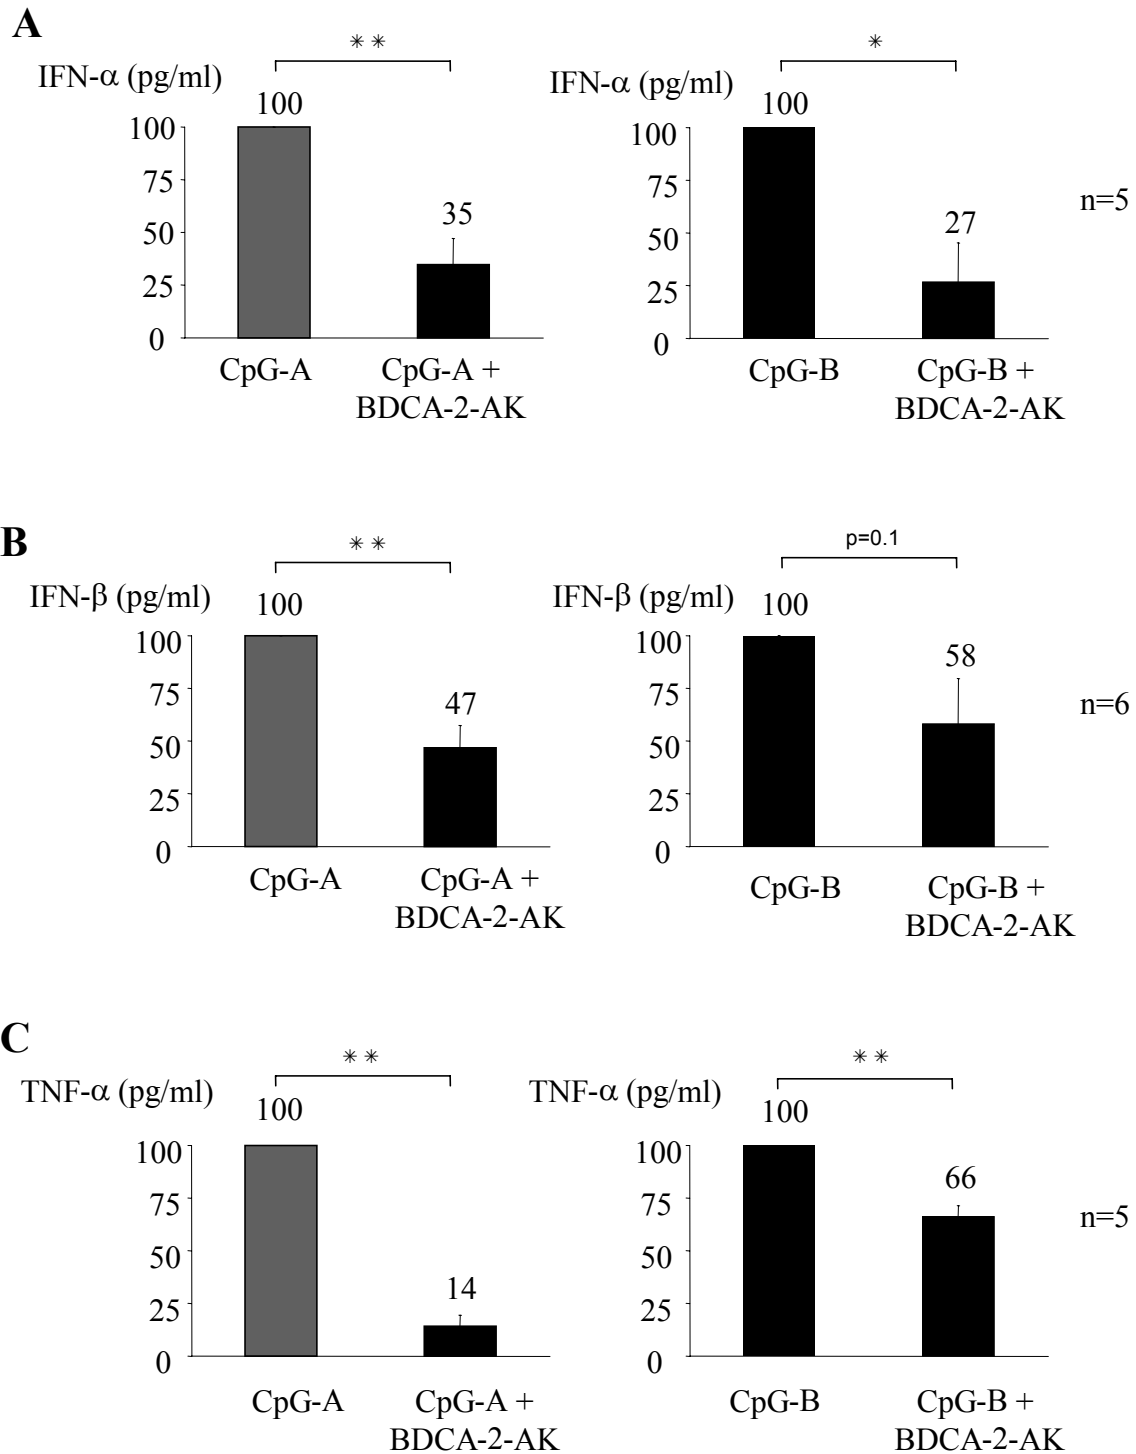 A
✳ ✳
✳
IFN-α (pg/ml)
IFN-α (pg/ml)
100
100
100
75
50
25
0
35
100
75
50
25
0
27
n=5
CpG-A
CpG-A +
BDCA-2-AK
CpG-B
CpG-B +
BDCA-2-AK
B
✳ ✳
p=0.1
IFN-β (pg/ml)
IFN-β (pg/ml)
100
100
100
75
50
25
0
47
100
75
50
25
0
58
n=6
CpG-A
CpG-A +
BDCA-2-AK
CpG-B
CpG-B +
BDCA-2-AK
C
✳ ✳
✳ ✳
TNF-α (pg/ml)
TNF-α (pg/ml)
100
100
100
75
50
25
0
14
100
75
50
25
0
66
n=5
CpG-A
CpG-A +
BDCA-2-AK
CpG-B
CpG-B +
BDCA-2-AK